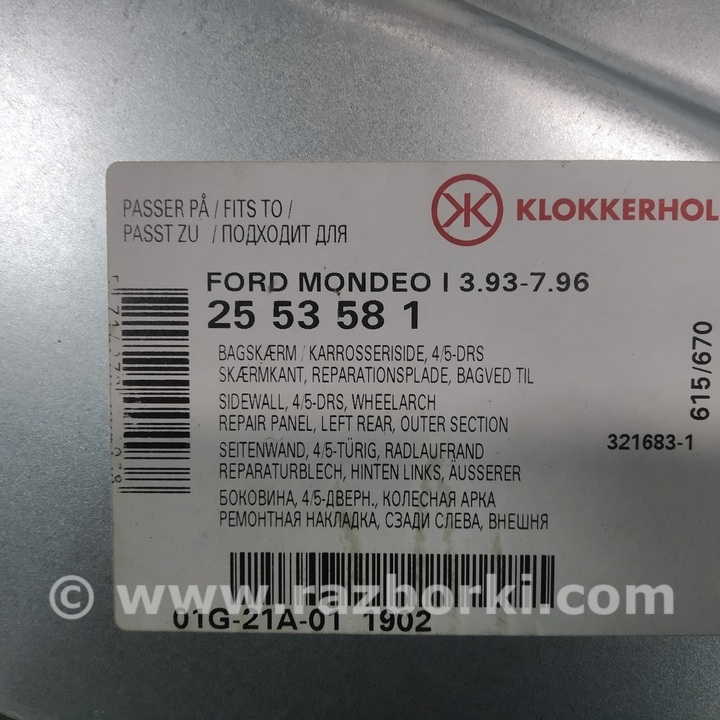 PASSER PÅ / FITS TO /
PASST ZU / ПОДХОДИТ ДЛЯ
KLOKKERHOL
FORD MONDEO I 3.93-7.96
25 53 58 1
BAGSKÆRM / KARROSSERISIDE, 4/5-DRS
SKÆRMKANT, REPARATIONSPLADE, BAGVED TIL
SIDEWALL, 4/5-DRS, WHEELARCH
REPAIR PANEL, LEFT REAR, OUTER SECTION
SEITENWAND, 4/5-TÜRIG, RADLAUFRAND
REPARATURBLECH, HINTEN LINKS, ÄUSSERER
БОКОВИНА, 4/5-ДВЕРН., КОЛЕСНАЯ АРКА
РЕМОНТНАЯ НАКЛАДКА, СЗАДИ СЛЕВА, ВНЕШНЯ
615/670
321683-1
© www.razborki.com
01G-21A-01 1902